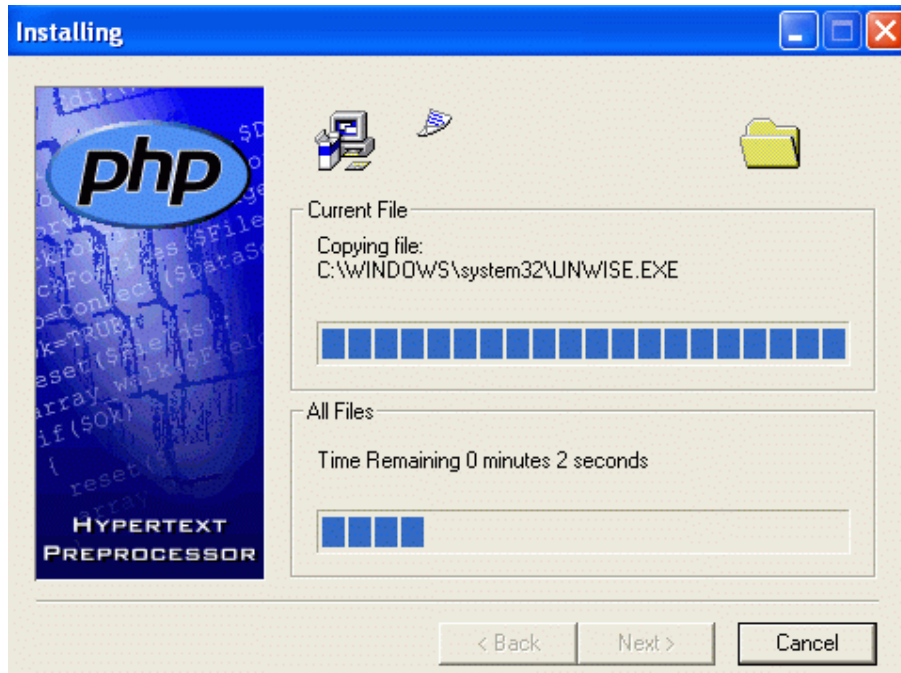 Installing
php
HYPERTEXT
PREPROCESSOR
Current File
Copying file:
C:\WINDOWS\system32\UNWISE.EXE
All Files
Time Remaining 0 minutes 2 seconds
< Back
Next >
Cancel